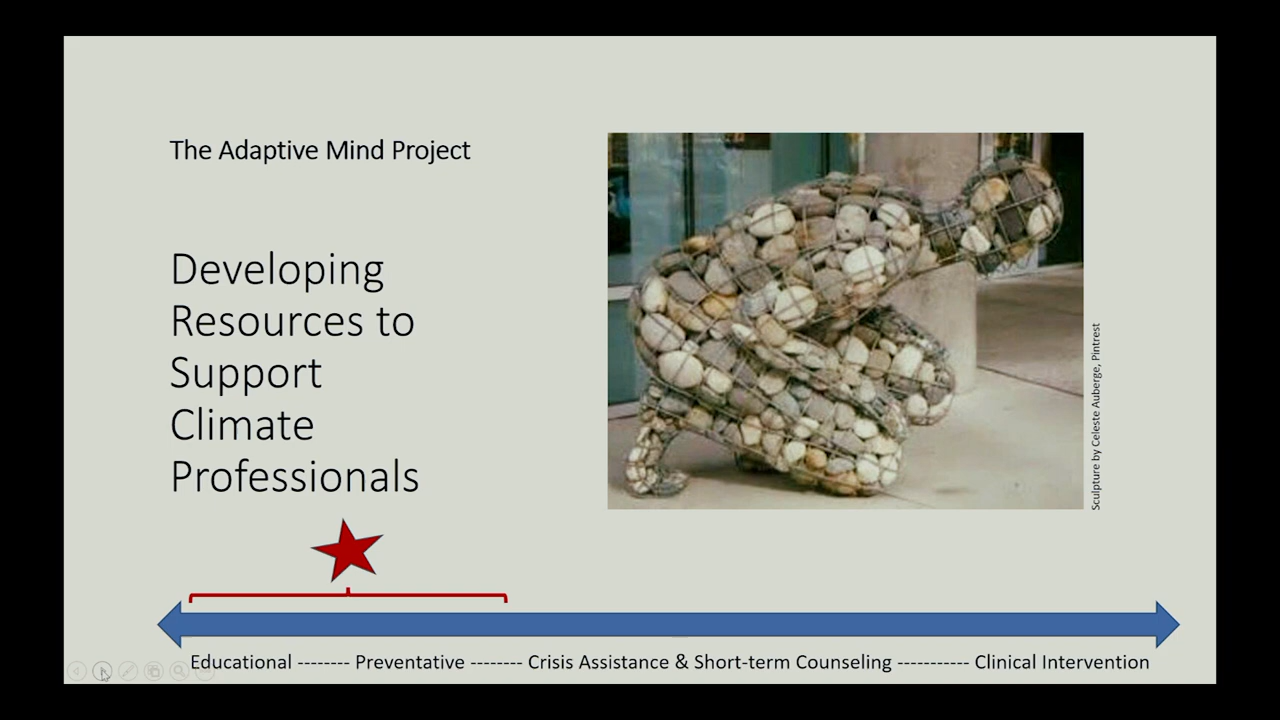 The Adaptive Mind Project
Developing
Resources to
Support
Climate
Professionals
Sculpture by Celeste Auberge, Pintrest
Educational -------- Preventative -------- Crisis Assistance & Short-term Counseling ----------- Clinical Intervention